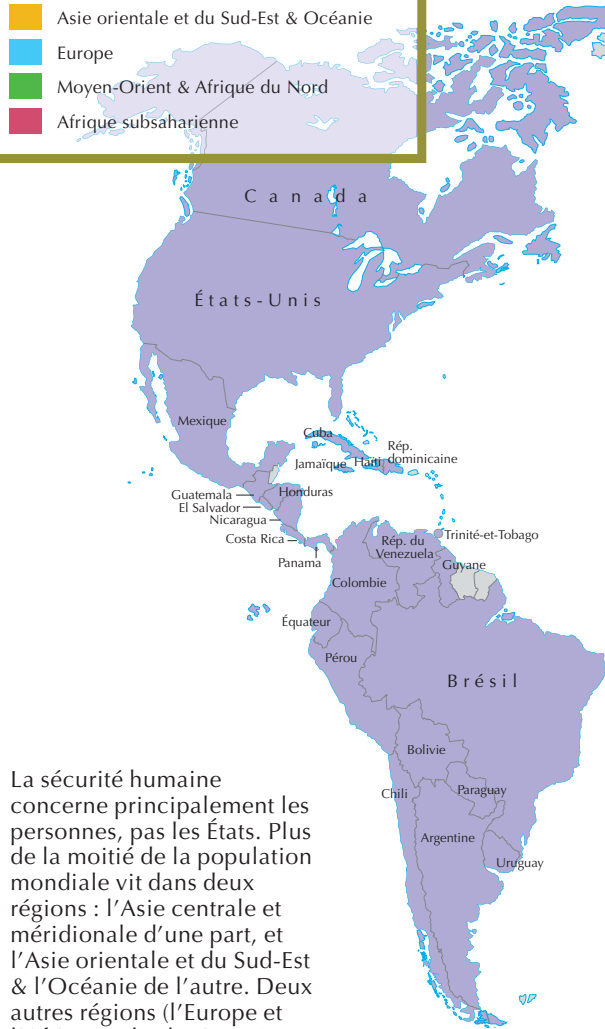 Asie orientale et du Sud-Est & Océanie
Europe
Moyen-Orient & Afrique du Nord
Afrique subsaharienne
Canada
États-Unis
Mexique
Cuba
Rép.
dominicaine
Jamaïque
Haïti
Guatemala
Honduras
El Salvador
Nicaragua
Costa Rica
Panama
Trinité-et-Tobago
Rép. du
Venezuela
Guyane
Colombie
Équateur
Pérou
Brésil
Bolivie
Chili
Paraguay
Argentine
Uruguay
La sécurité humaine
concerne principalement les
personnes, pas les États. Plus
de la moitié de la population
mondiale vit dans deux
régions : l'Asie centrale et
méridionale d'une part, et
l'Asie orientale et du Sud-Est
& l'Océanie de l'autre. Deux
autres régions (l'Europe et